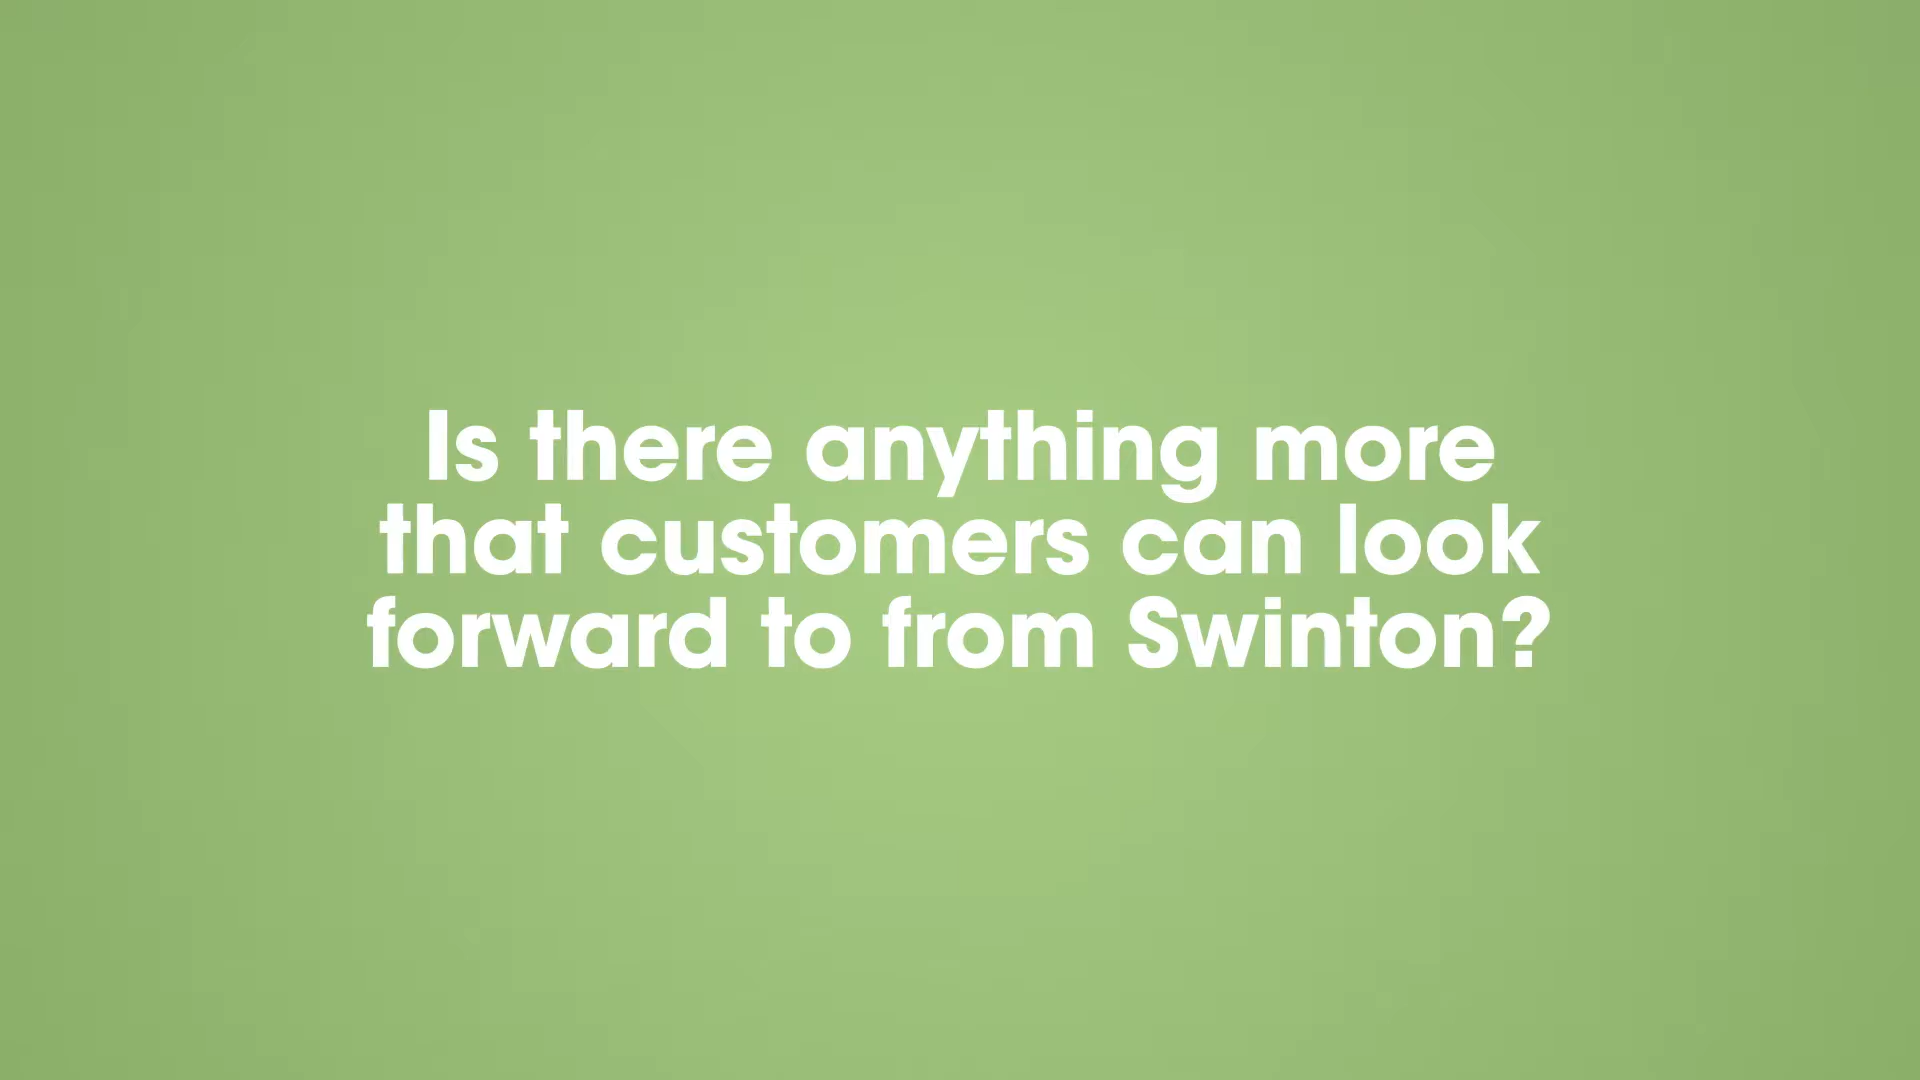 Is there anything more
that customers can look
forward to from Swinton?